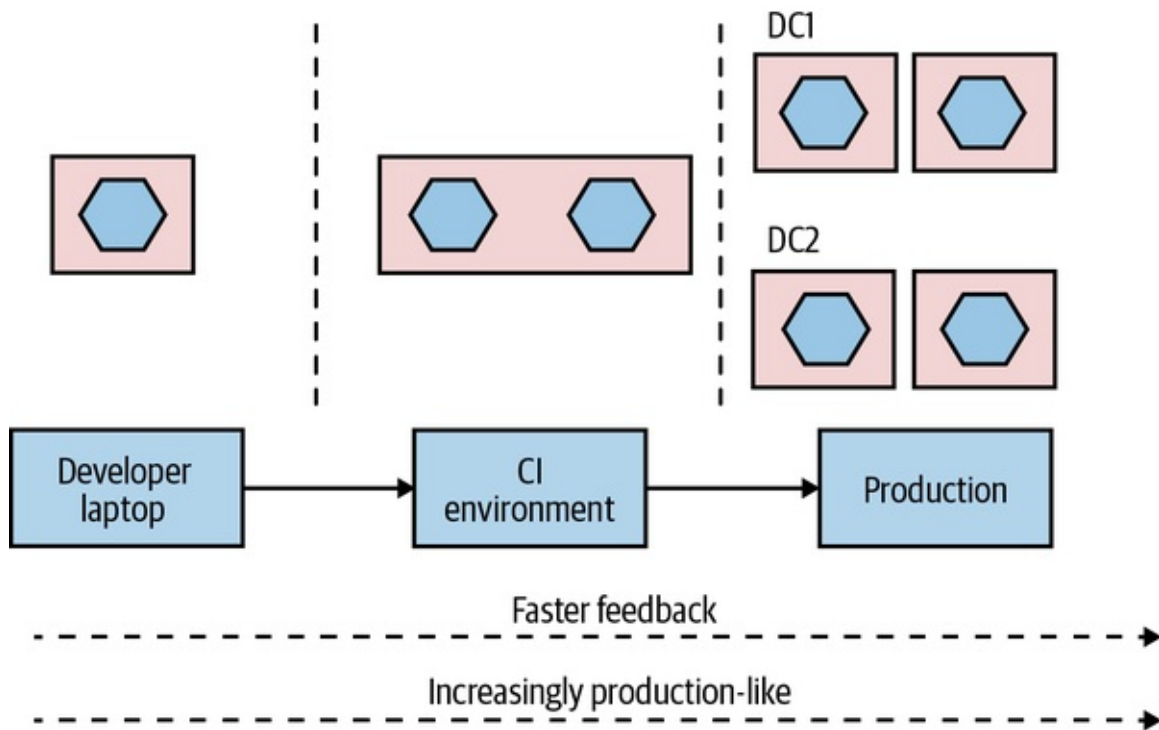 DC1
DC2
Developer
laptop
CI
environment
Production
Faster feedback
Increasingly production-like